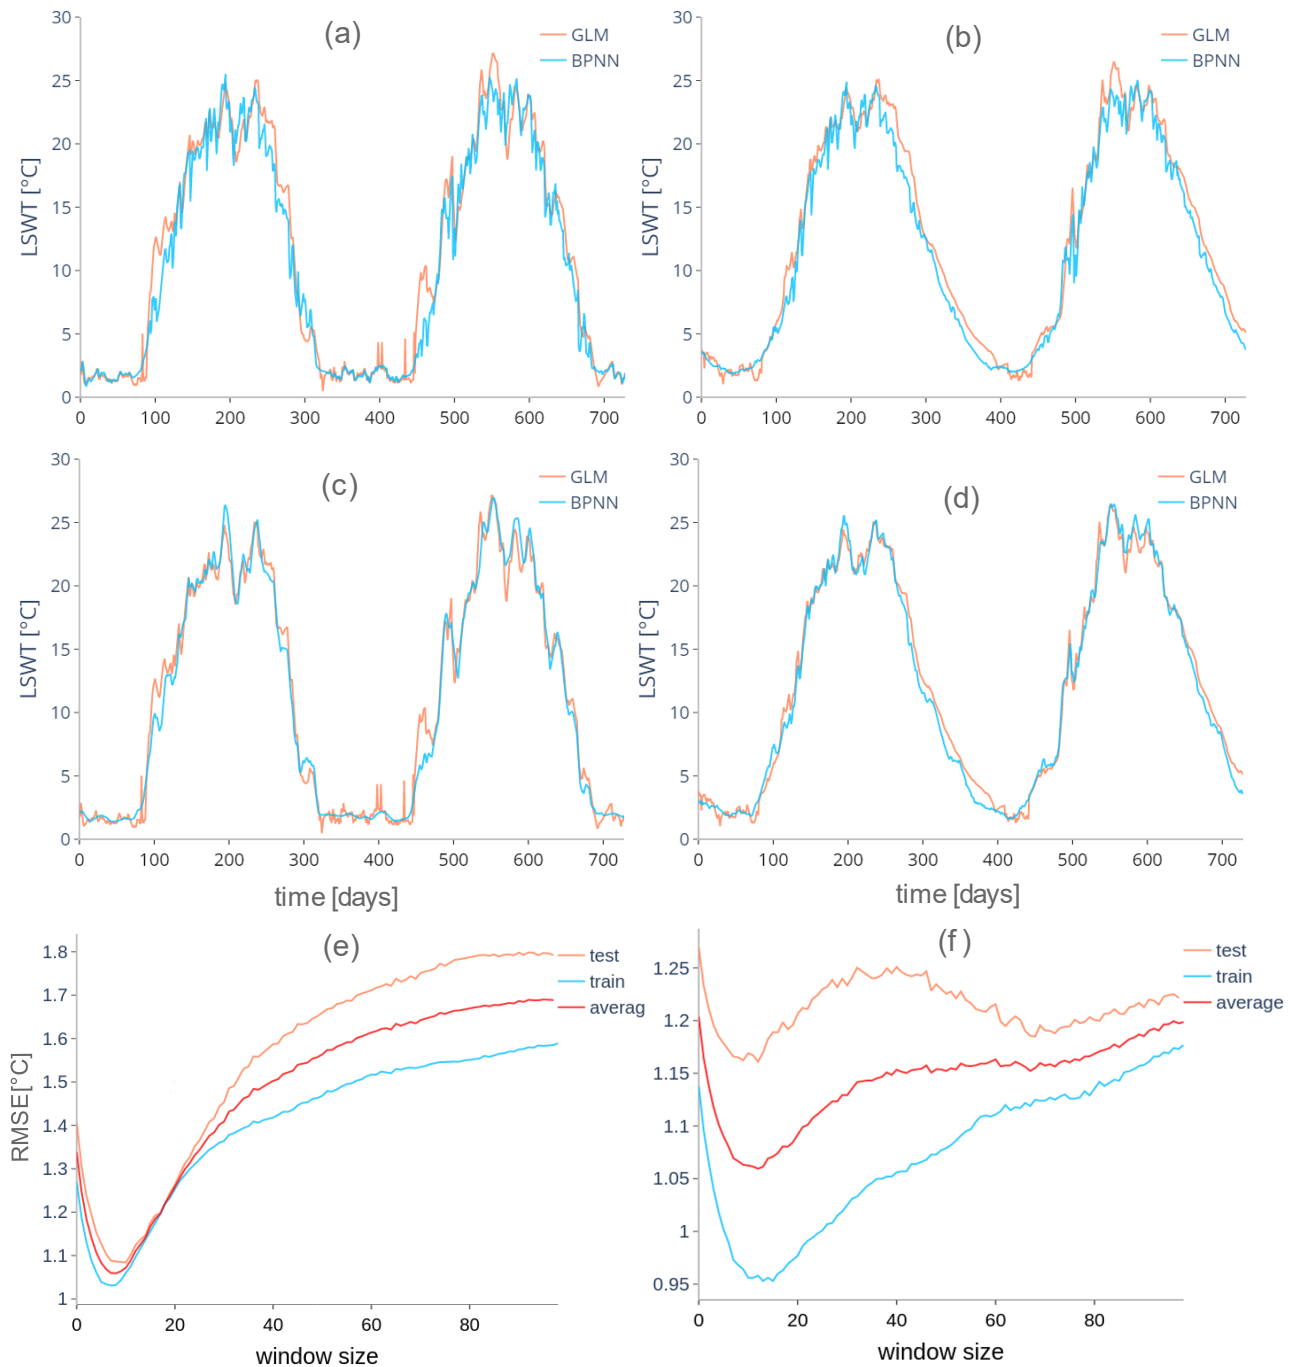 (a)
GLM
BPNN
LSWT [°C]
30
25
20
15
10
5
0
0 100 200 300 400 500 600 700
(b)
GLM
BPNN
LSWT [°C]
30
25
20
15
10
5
0
0 100 200 300 400 500 600 700
(c)
GLM
BPNN
LSWT [°C]
30
25
20
15
10
5
0
0 100 200 300 400 500 600 700
time [days]
(d)
GLM
BPNN
LSWT [°C]
30
25
20
15
10
5
0
0 100 200 300 400 500 600 700
time [days]
(e)
test
train
averag
RMSE[°C]
1.8
1.7
1.6
1.5
1.4
1.3
1.2
1.1
1
0 20 40 60 80
window size
(f)
test
train
average
1.25
1.2
1.15
1.1
1.05
1
0.95
0 20 40 60 80
window size